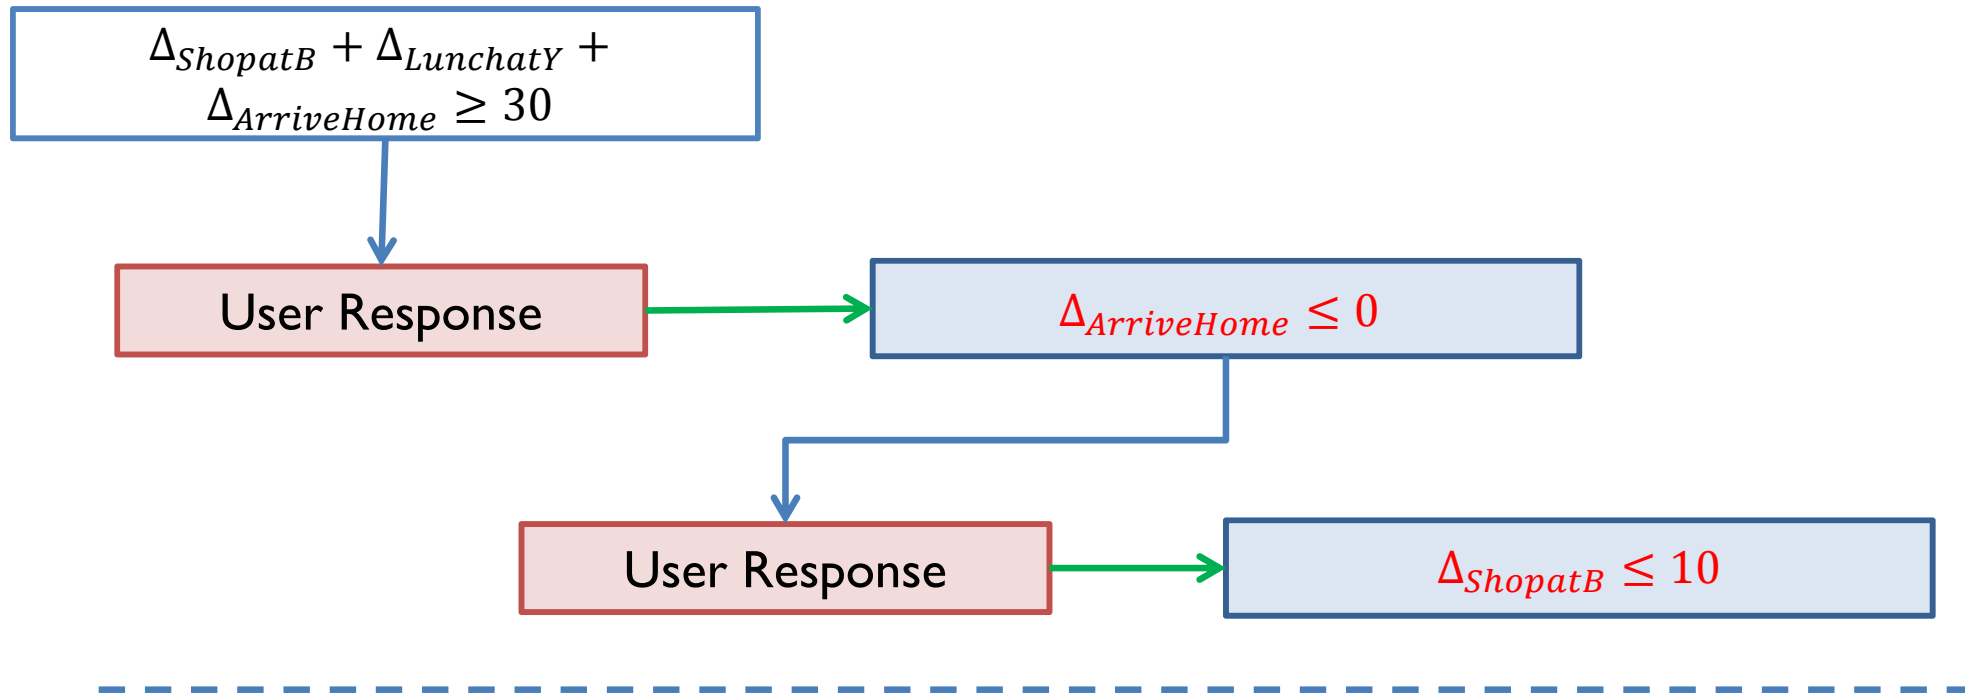 Δ_ShopatB + Δ_LunchatY +
Δ_ArriveHome ≥ 30
User Response
Δ_ArriveHome ≤ 0
User Response
Δ_ShopatB ≤ 10